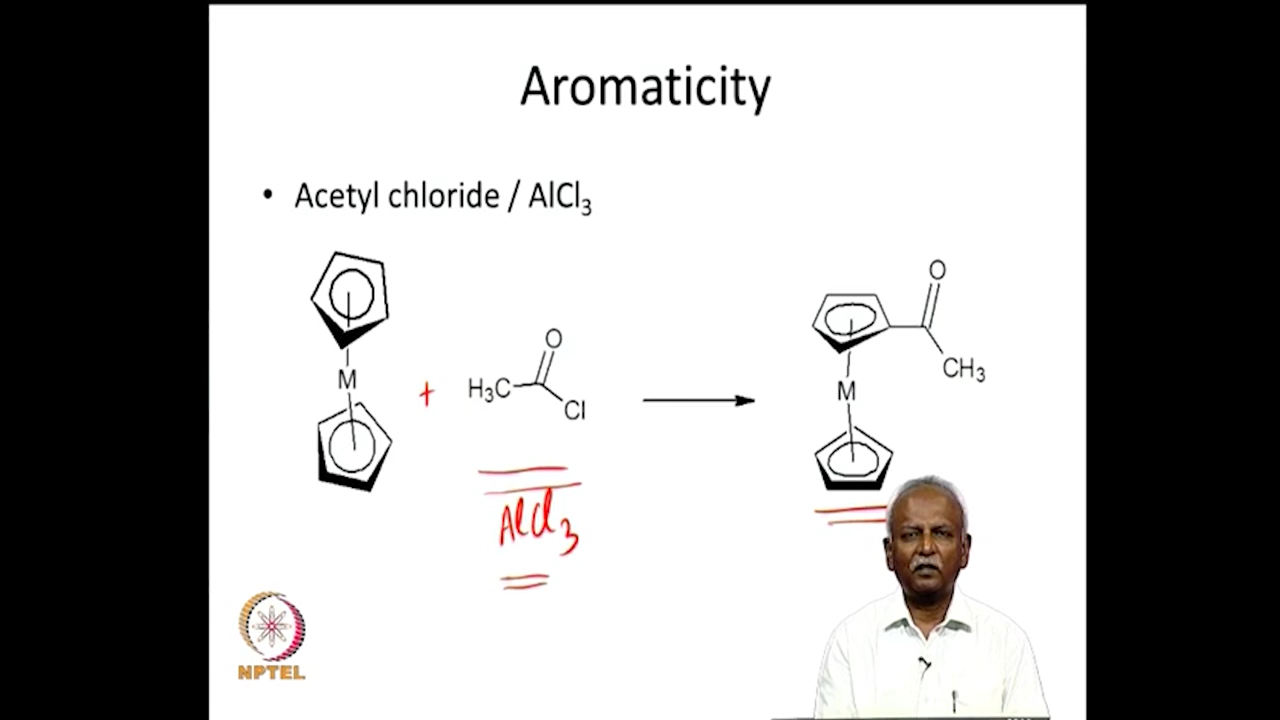 Aromaticity
• Acetyl chloride / AlCl₃
O
O
CH₃
M
+
H₃C
Cl
M
AlCl₃
NPTEL